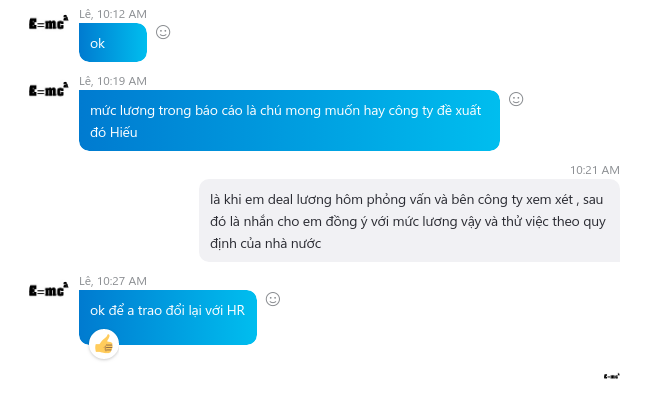 Lê, 10:12 AM
E=mc²
ok
Lê, 10:19 AM
E=mc²
mức lương trong báo cáo là chú mong muốn hay công ty đề xuất
đó Hiếu
10:21 AM
là khi em deal lương hôm phỏng vấn và bên công ty xem xét , sau
đó là nhắn cho em đồng ý với mức lương vậy và thử việc theo quy
định của nhà nước
Lê, 10:27 AM
E=mc²
ok để a trao đổi lại với HR
E=mc²